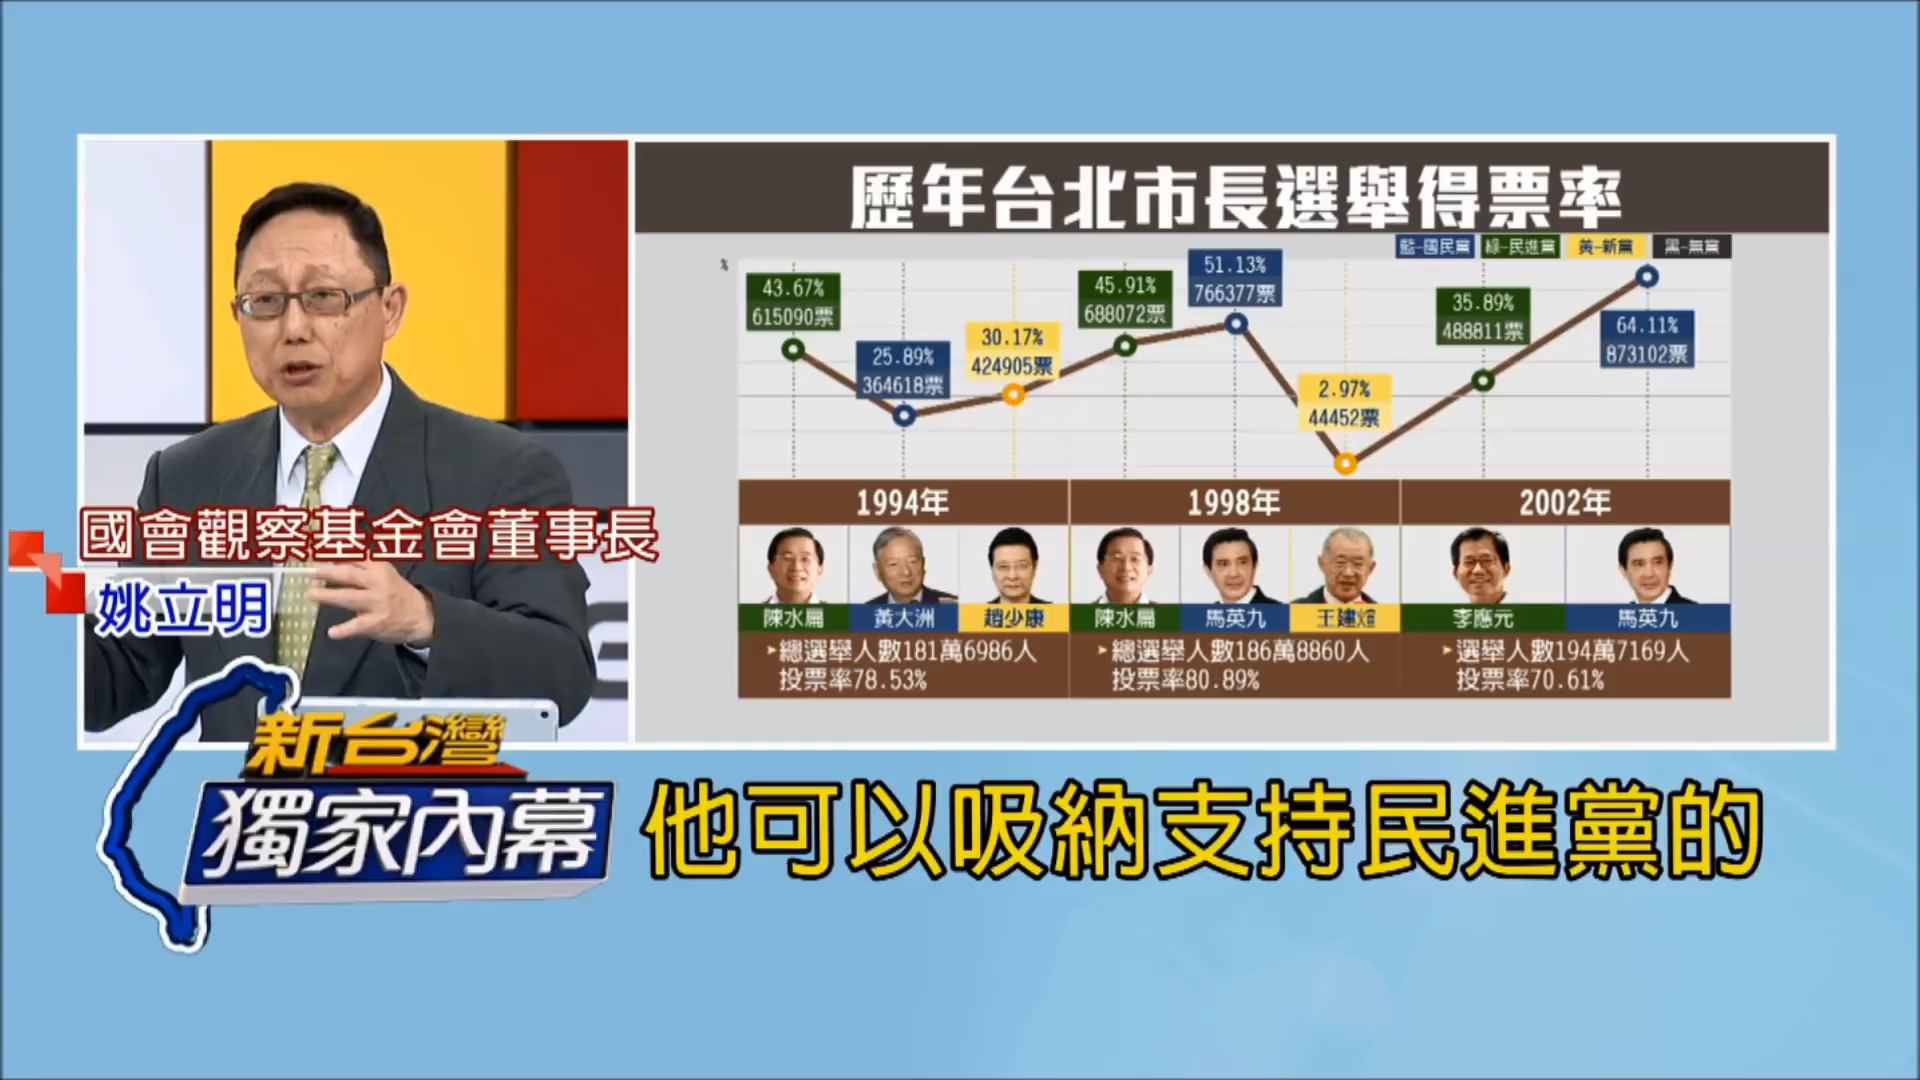 歷年台北市長選舉得票率
藍-國民黨 綠-民進黨 黃-新黨 黑-無黨
%
43.67%
615090票
25.89%
364618票
30.17%
424905票
45.91%
688072票
51.13%
766377票
2.97%
44452票
35.89%
488811票
64.11%
873102票
1994年 1998年 2002年
陳水扁 黃大洲 趙少康 陳水扁 馬英九 王建煊 李應元 馬英九
總選舉人數181萬6986人
投票率78.53%
總選舉人數186萬8860人
投票率80.89%
選舉人數194萬7169人
投票率70.61%
國會觀察基金會董事長
姚立明
新台灣
獨家內幕
他可以吸納支持民進黨的